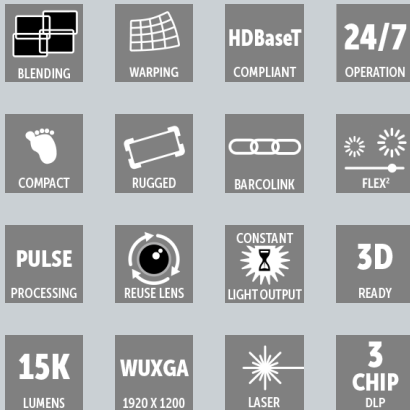 BLENDING
WARPING
HDBaseT
COMPLIANT
24/7
OPERATION
COMPACT
RUGGED
BARCOLINK
FLEX²
PULSE
PROCESSING
REUSE LENS
CONSTANT
LIGHT OUTPUT
3D
READY
15K
LUMENS
WUXGA
1920 X 1200
LASER
3
CHIP
DLP